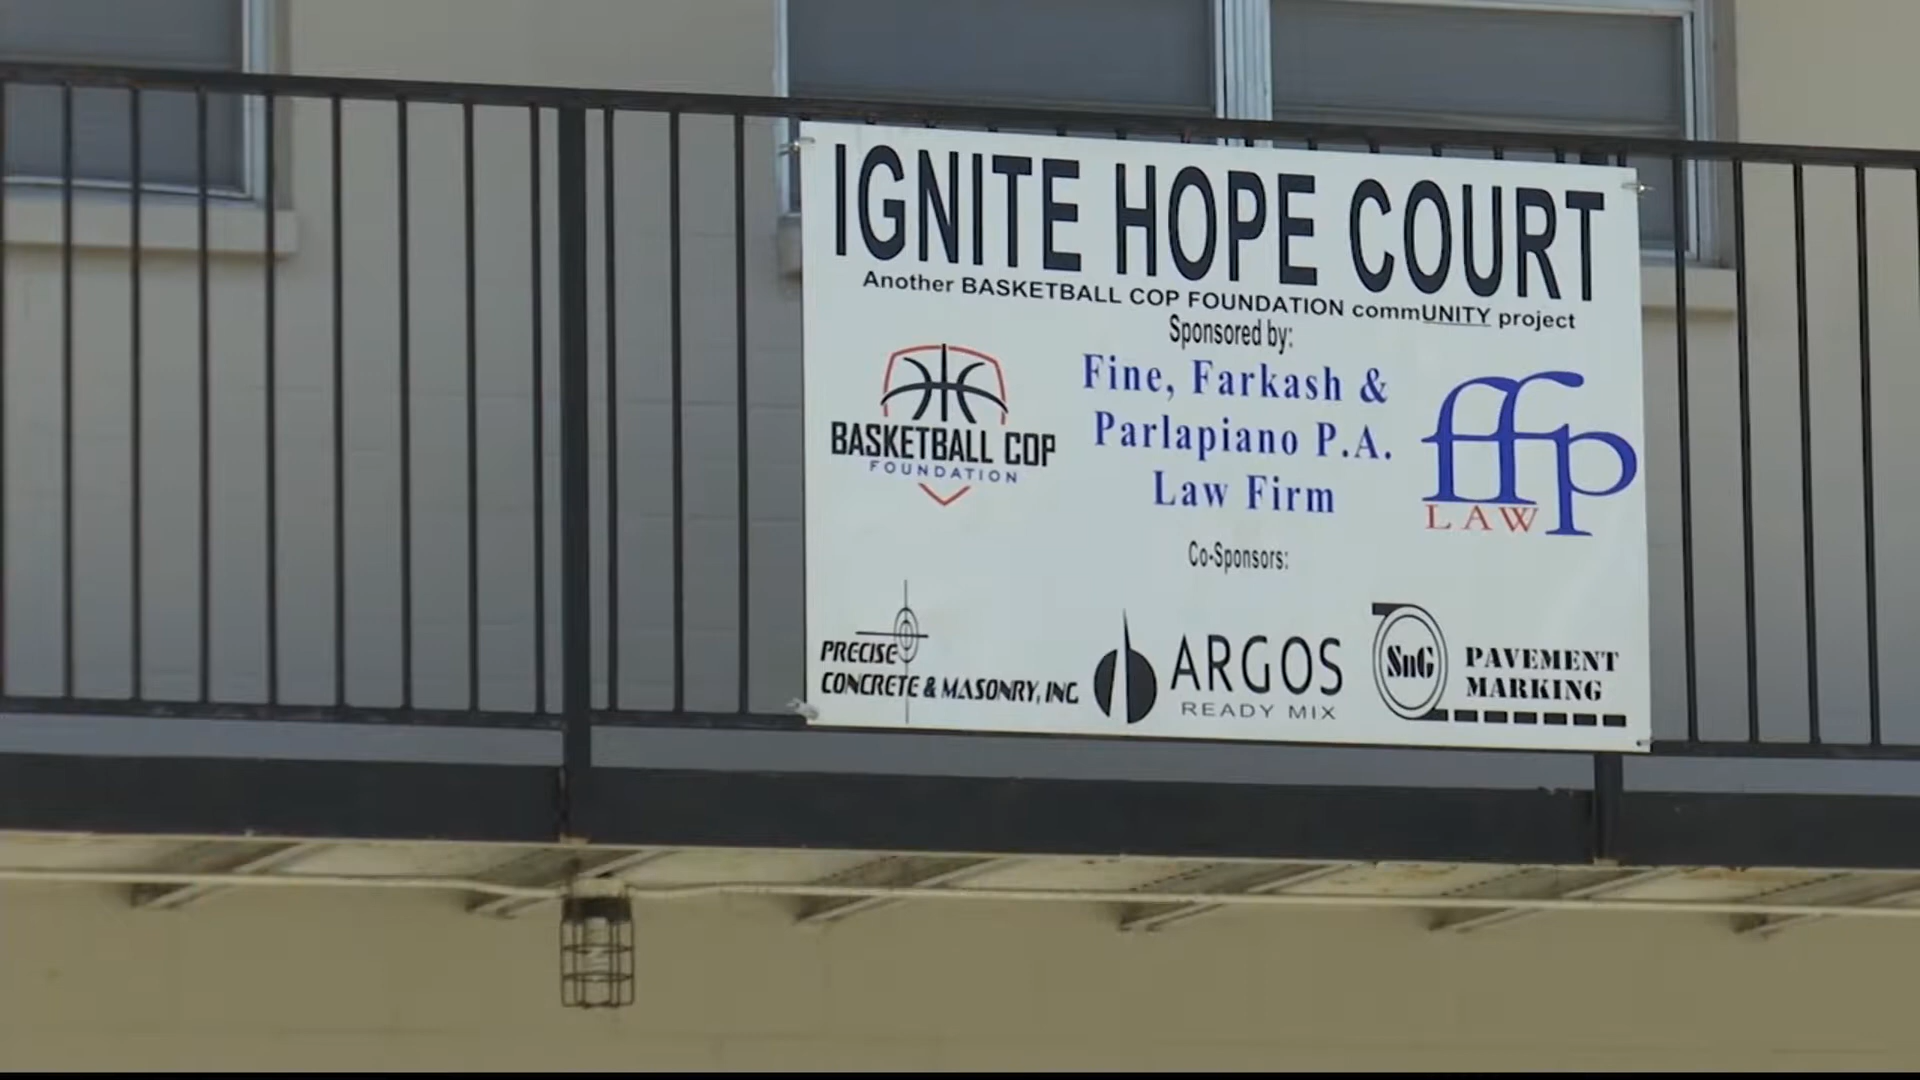 IGNITE HOPE COURT
Another BASKETBALL COP FOUNDATION commUNITY project
Sponsored by:
BASKETBALL COP
FOUNDATION
Fine, Farkash &
Parlapiano P.A.
Law Firm
ffp
LAW
Co-Sponsors:
PRECISE
CONCRETE & MASONRY, INC.
ARGOS
READY MIX
SnG
PAVEMENT
MARKING